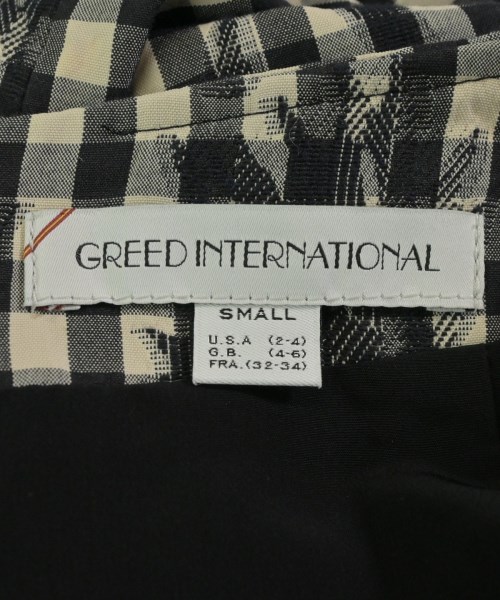 GREED INTERNATIONAL
SMALL
U.S.A (2-4)
G.B. (4-6)
FRA. (32-34)